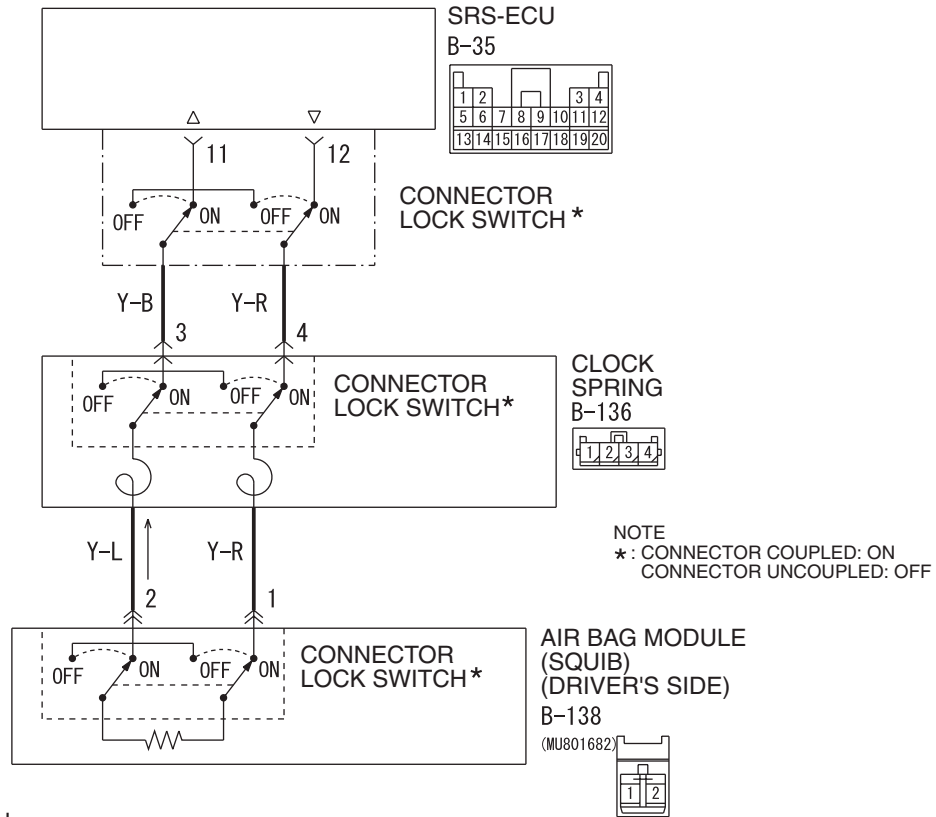 SRS-ECU
B-35
1 2 3 4
5 6 7 8 9 10 11 12
13 14 15 16 17 18 19 20
11 12
CONNECTOR
LOCK SWITCH *
OFF ON OFF ON
Y-B Y-R
3 4
CLOCK
SPRING
B-136
1 2 3 4
CONNECTOR
LOCK SWITCH*
OFF ON OFF ON
NOTE
* : CONNECTOR COUPLED: ON
CONNECTOR UNCOUPLED: OFF
Y-L Y-R
2 1
AIR BAG MODULE
(SQUIB)
(DRIVER'S SIDE)
B-138
(MU801682)
1 2
CONNECTOR
LOCK SWITCH*
OFF ON OFF ON